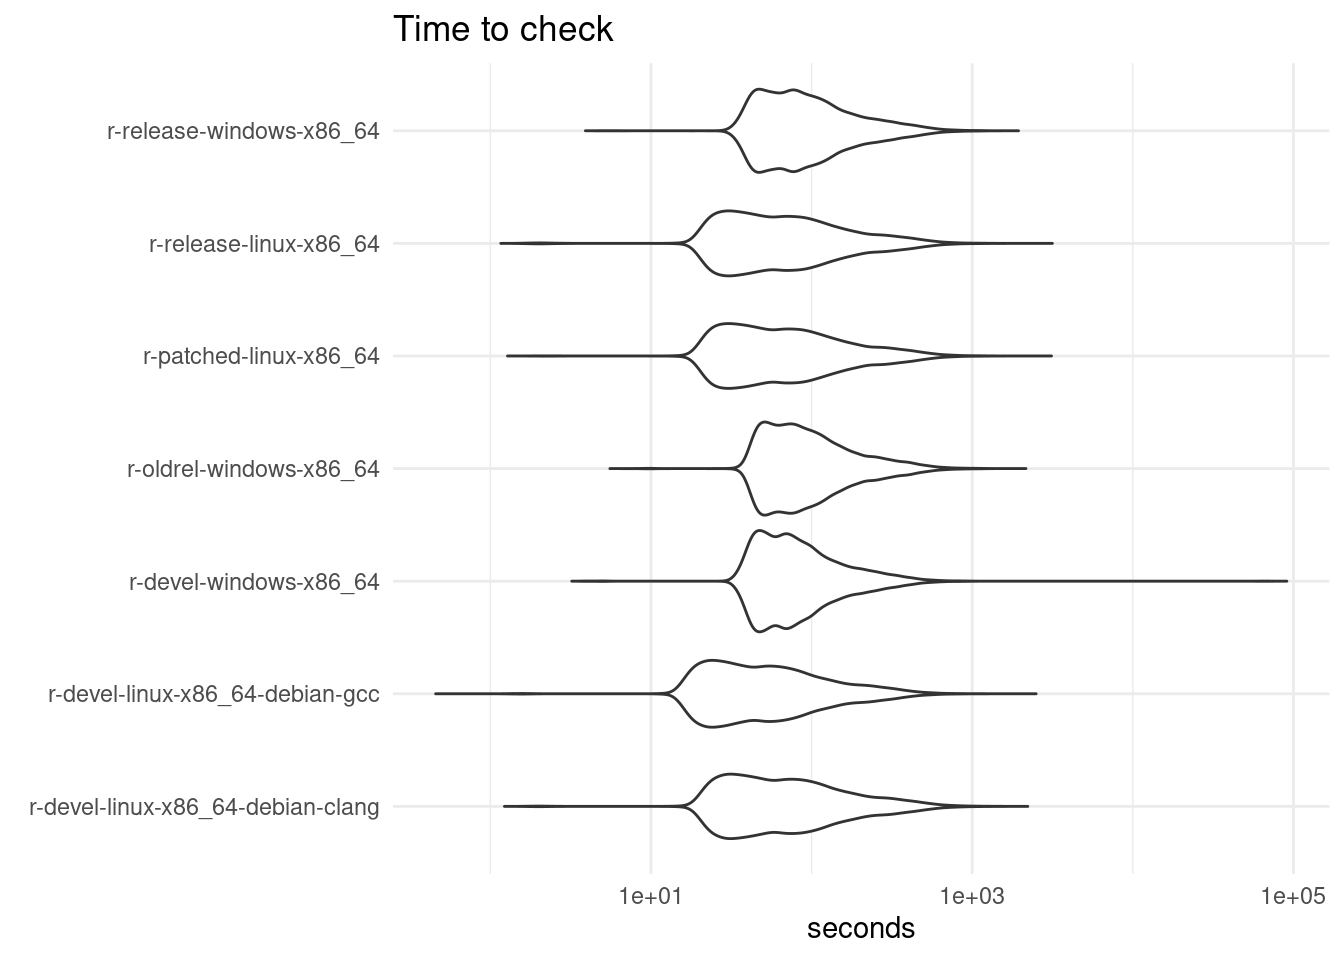 Time to check
r-release-windows-x86_64
r-release-linux-x86_64
r-patched-linux-x86_64
r-oldrel-windows-x86_64
r-devel-windows-x86_64
r-devel-linux-x86_64-debian-gcc
r-devel-linux-x86_64-debian-clang
1e+01 1e+03 1e+05
seconds